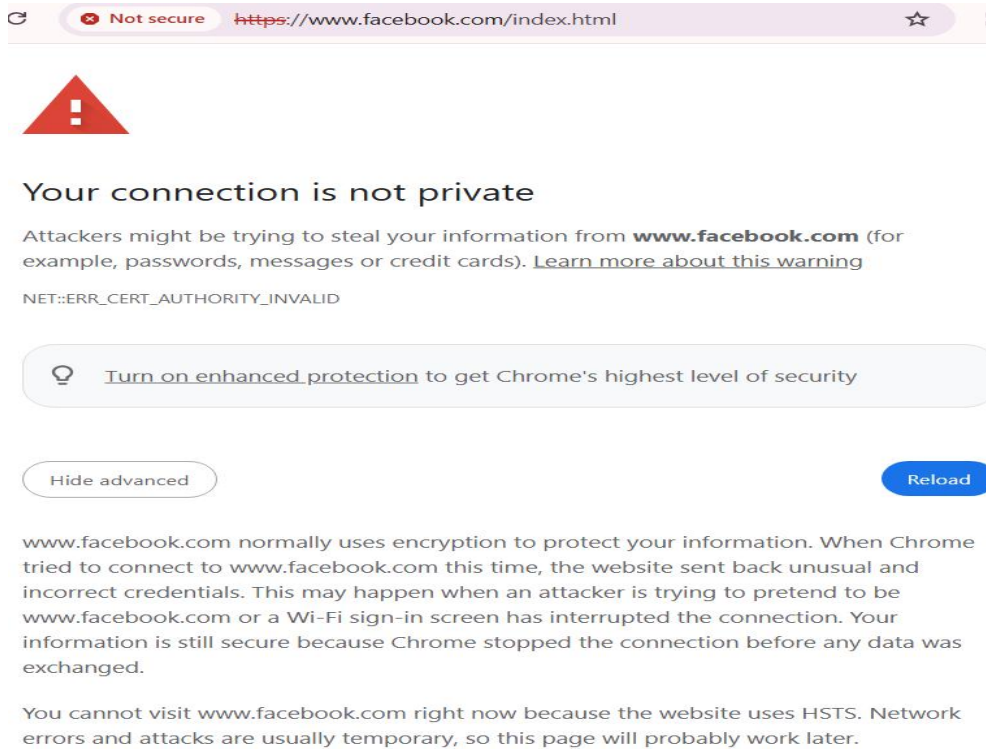 Not secure https://www.facebook.com/index.html
Your connection is not private
Attackers might be trying to steal your information from www.facebook.com (for
example, passwords, messages or credit cards). Learn more about this warning
NET::ERR_CERT_AUTHORITY_INVALID
Turn on enhanced protection to get Chrome's highest level of security
Hide advanced Reload
www.facebook.com normally uses encryption to protect your information. When Chrome
tried to connect to www.facebook.com this time, the website sent back unusual and
incorrect credentials. This may happen when an attacker is trying to pretend to be
www.facebook.com or a Wi-Fi sign-in screen has interrupted the connection. Your
information is still secure because Chrome stopped the connection before any data was
exchanged.
You cannot visit www.facebook.com right now because the website uses HSTS. Network
errors and attacks are usually temporary, so this page will probably work later.